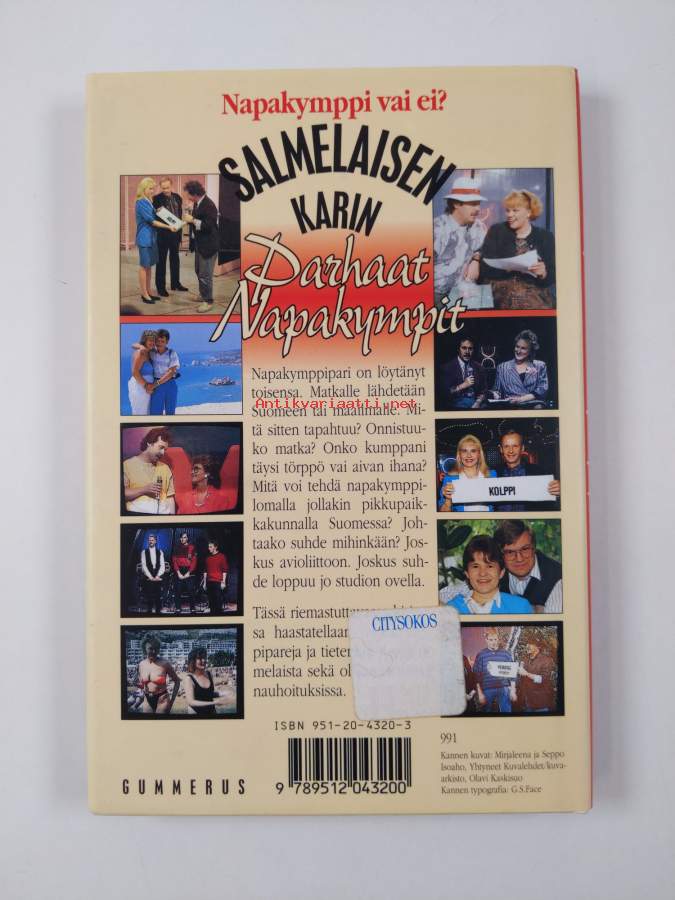 Napakymppi vai ei?
SALMELAISEN
KARIN
Parhaat
Napakympit
Napakymppipari on löytänyt
toisensa. Matkalle lähdetään
Antikvariaatti.net
Suomeen tai maailmalle. Mi-
tä sitten tapahtuu? Onnistuu-
ko matka? Onko kumppani
täysi törppö vai aivan ihana?
Mitä voi tehdä napakymppi-
lomalla jollakin pikkupaik-
kakunnalla Suomessa? Joh-
taako suhde mihinkään? Jos-
kus avioliittoon. Joskus suh-
de loppuu jo studion ovella.
KOLPPI
Tässä
sa haastatellaan
pipareja ja
melaista sekä
nauhoituksissa.
CITYSOKOS
ISBN 951-20-4320-3
9 789512 043200
GUMMERUS
991
Kannen kuvat: Mirjaleena ja Seppo
Isoaho, Yhtyneet Kuvalehdet/kuva-
arkisto, Olavi Kaskisuo
Kannen typografia: G.S.Face